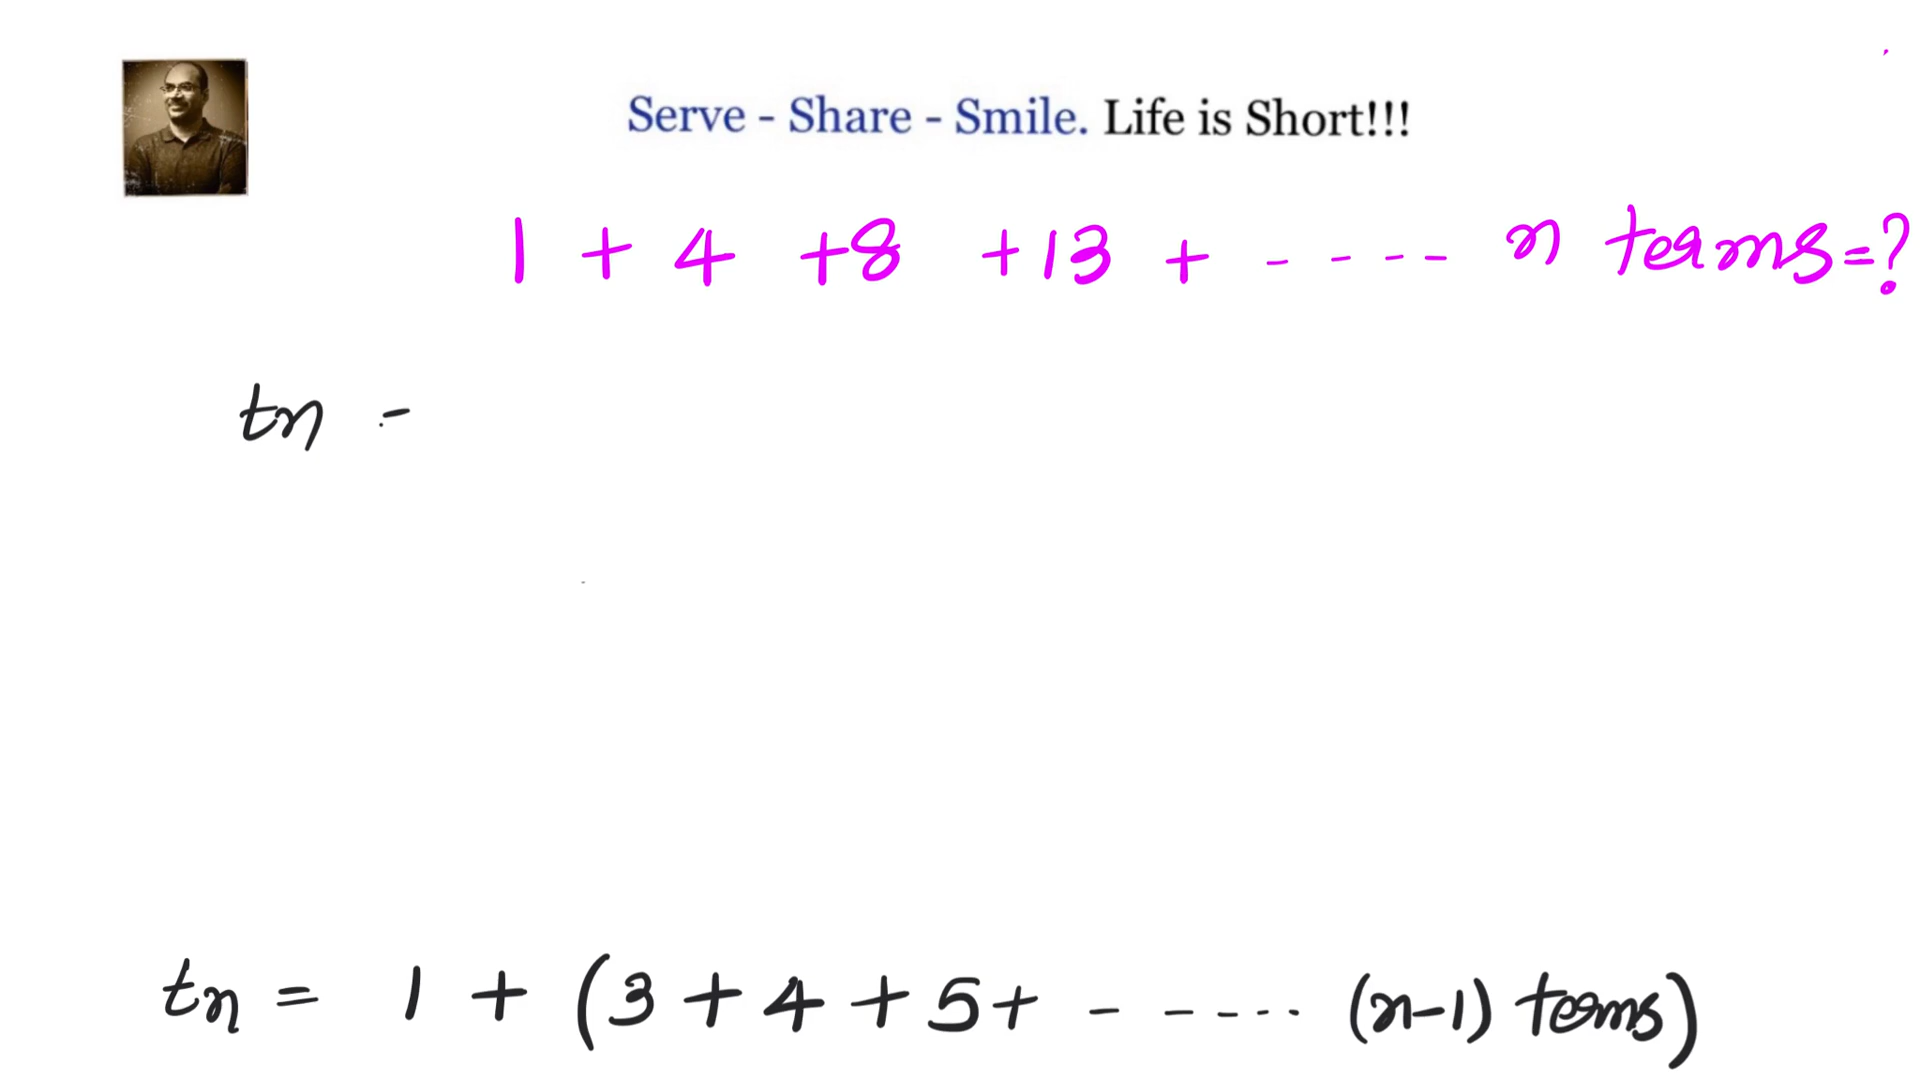 Serve - Share - Smile. Life is Short!!!
1 + 4 + 8 + 13 + - - - - n terms = ?
tn -
tn = 1 + (3 + 4 + 5 + - - - - - (n-1) terms)